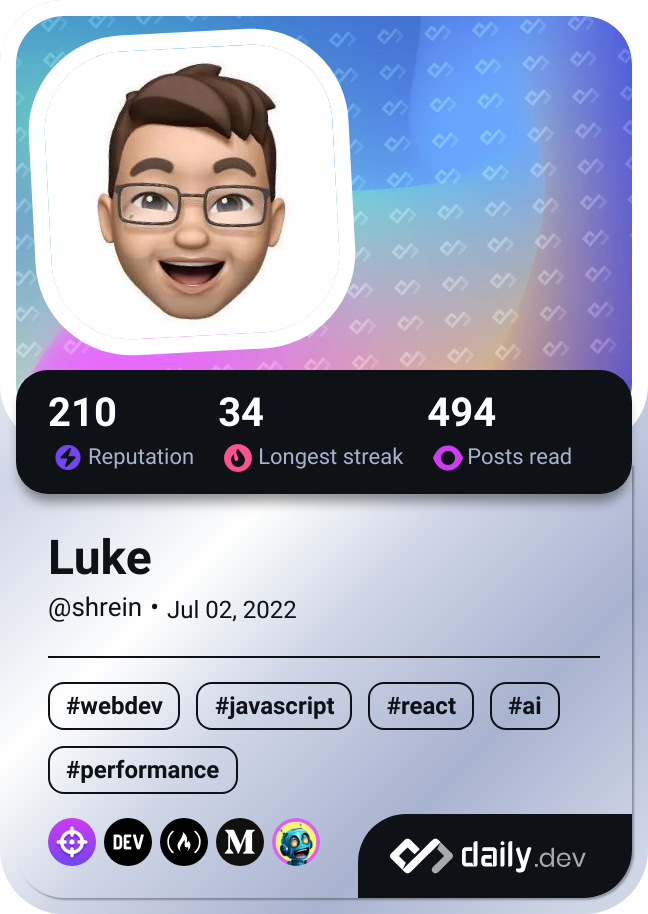 210 34 494
Reputation Longest streak Posts read
Luke
@shrein • Jul 02, 2022
#webdev #javascript #react #ai
#performance
DEV M daily.dev